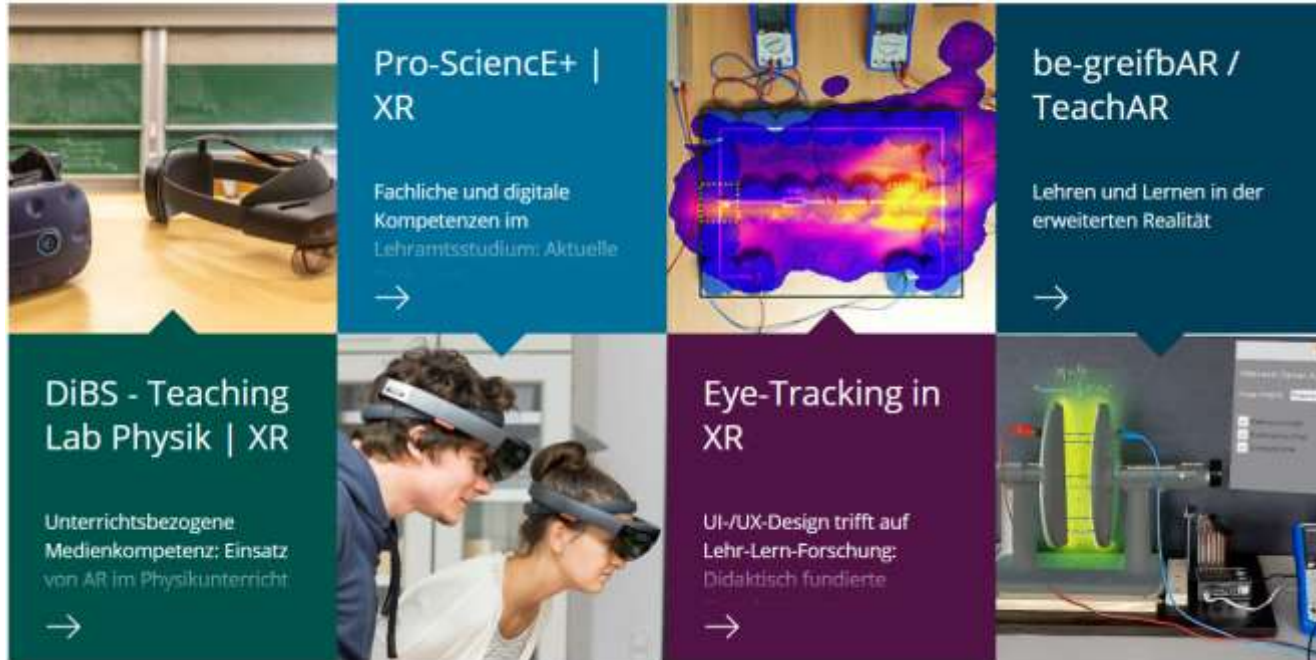 Pro-SciencE+ |
XR
Fachliche und digitale
Kompetenzen im
Lehramtsstudium: Aktuelle
be-greifbAR /
TeachAR
Lehren und Lernen in der
erweiterten Realität
DiBS - Teaching
Lab Physik | XR
Unterrichtsbezogene
Medienkompetenz: Einsatz
von AR im Physikunterricht
Eye-Tracking in
XR
UI-/UX-Design trifft auf
Lehr-Lern-Forschung:
Didaktisch fundierte